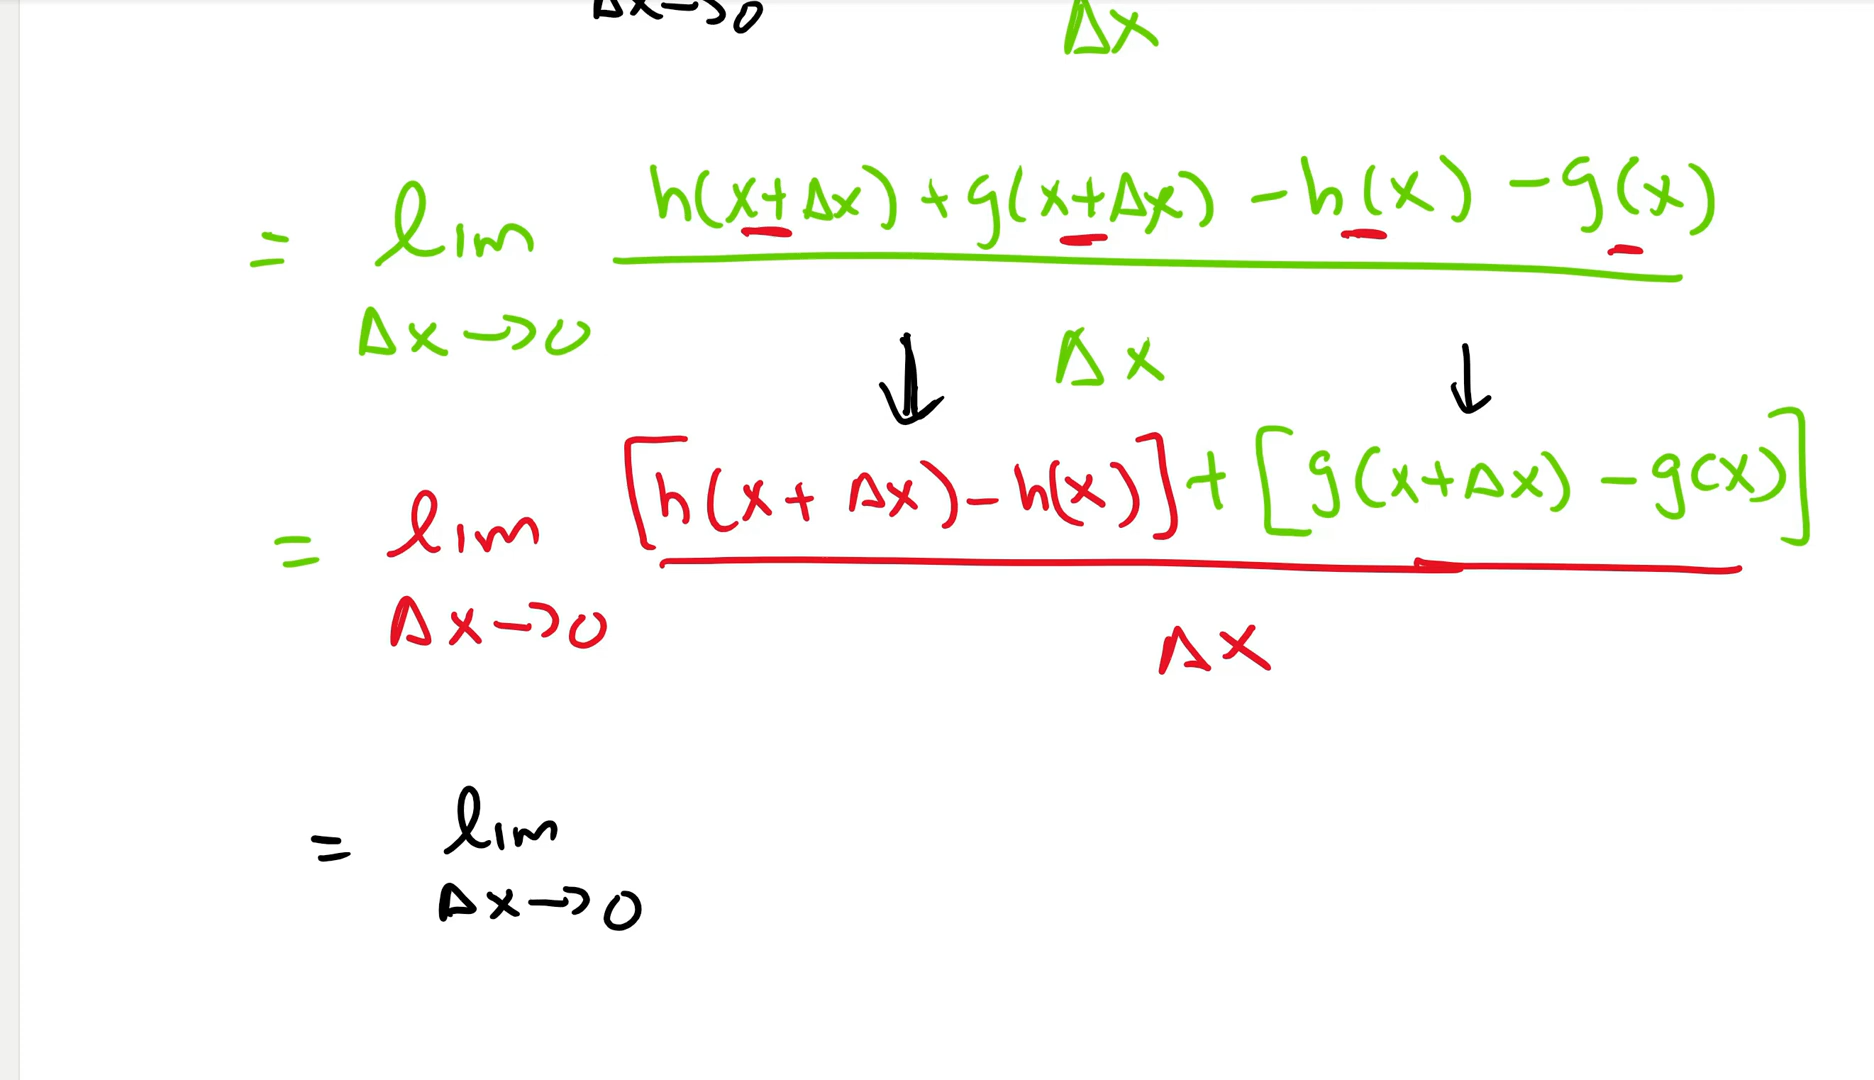 Δx→0 Δx
= lim h(x+Δx) + g(x+Δx) - h(x) - g(x)
Δx→0 Δx
= lim [h(x+Δx) - h(x)] + [g(x+Δx) - g(x)]
Δx→0 Δx
= lim
Δx→0